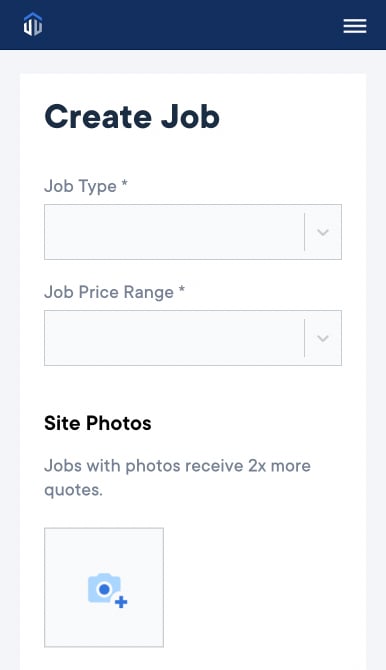 Create Job
Job Type *
Job Price Range *
Site Photos
Jobs with photos receive 2x more
quotes.